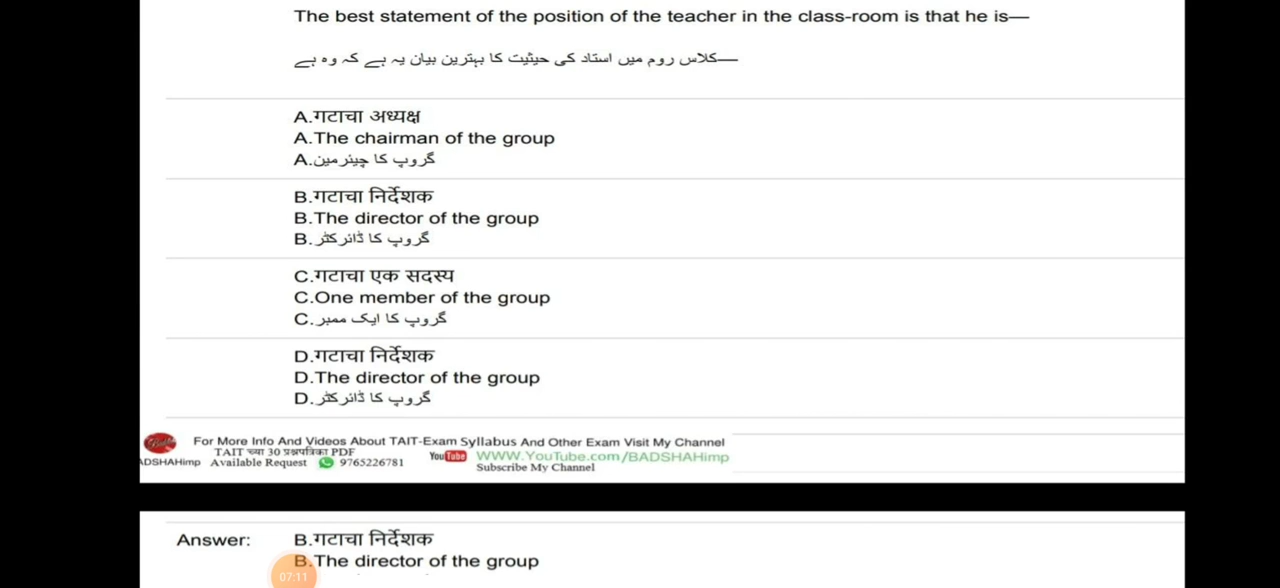 The best statement of the position of the teacher in the class-room is that he is—
کلاس روم میں استاد کی حیثیت کا بہترین بیان یہ ہے کہ وہ ہے—
A.गटाचा अध्यक्ष
A.The chairman of the group
A.گروپ کا چیئرمین
B.गटाचा निर्देशक
B.The director of the group
B.گروپ کا ڈائرکٹر
C.गटाचा एक सदस्य
C.One member of the group
C.گروپ کا ایک ممبر
D.गटाचा निर्देशक
D.The director of the group
D.گروپ کا ڈائرکٹر
For More Info And Videos About TAIT-Exam Syllabus And Other Exam Visit My Channel
TAIT च्या 30 प्रश्नपत्रिका PDF
ADSHAHimp Available Request 9765226781
YouTube WWW.YouTube.com/BADSHAHimp
Subscribe My Channel
Answer: B.गटाचा निर्देशक
B.The director of the group
07:11